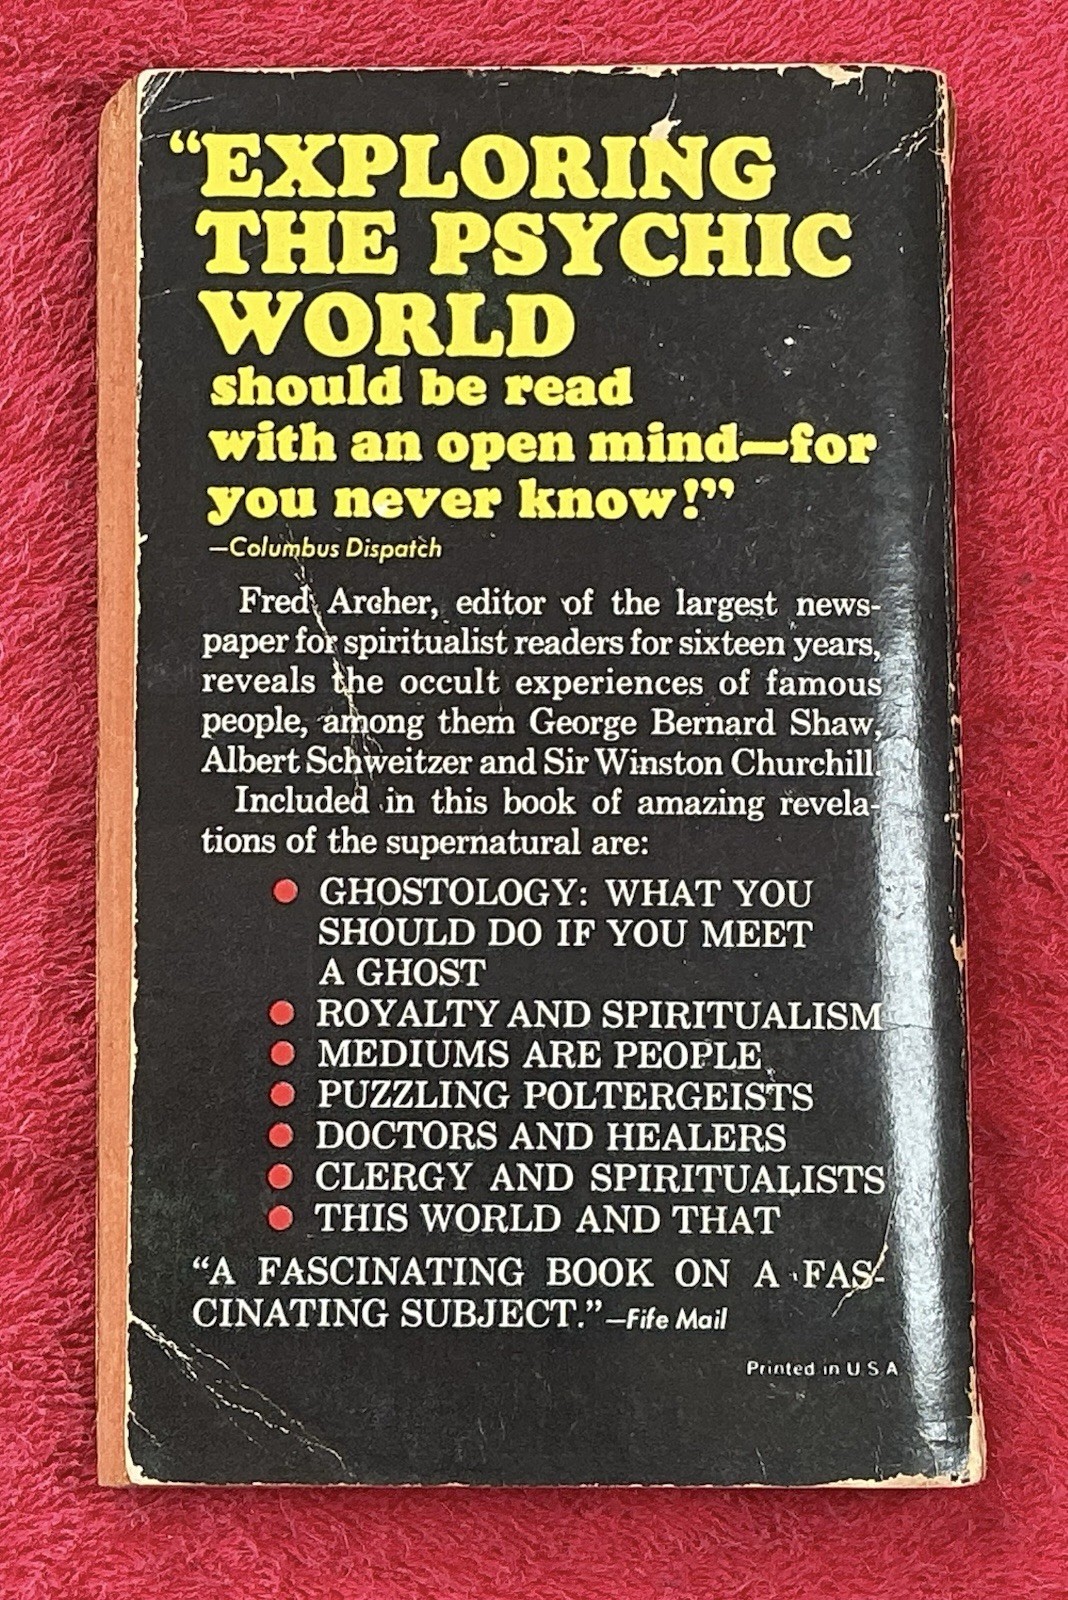 “EXPLORING
THE PSYCHIC
WORLD
should be read
with an open mind—for
you never know!”
—Columbus Dispatch
Fred Archer, editor of the largest news-
paper for spiritualist readers for sixteen years,
reveals the occult experiences of famous
people, among them George Bernard Shaw,
Albert Schweitzer and Sir Winston Churchill.
Included in this book of amazing revela-
tions of the supernatural are:
● GHOSTOLOGY: WHAT YOU
SHOULD DO IF YOU MEET
A GHOST
● ROYALTY AND SPIRITUALISM
● MEDIUMS ARE PEOPLE
● PUZZLING POLTERGEISTS
● DOCTORS AND HEALERS
● CLERGY AND SPIRITUALISTS
● THIS WORLD AND THAT
“A FASCINATING BOOK ON A FAS-
CINATING SUBJECT.”—Fife Mail
Printed in U S A